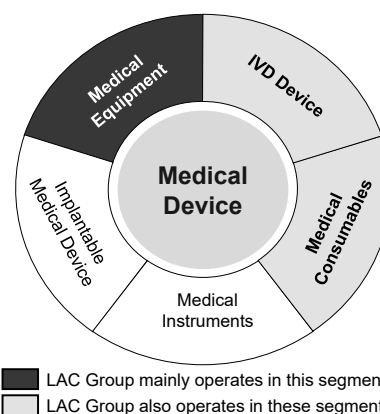 Medical
Equipment
IVD Device
Implantable
Medical Device
Medical
Device
Medical
Consumables
Medical
Instruments
LAC Group mainly operates in this segmen
LAC Group also operates in these segment